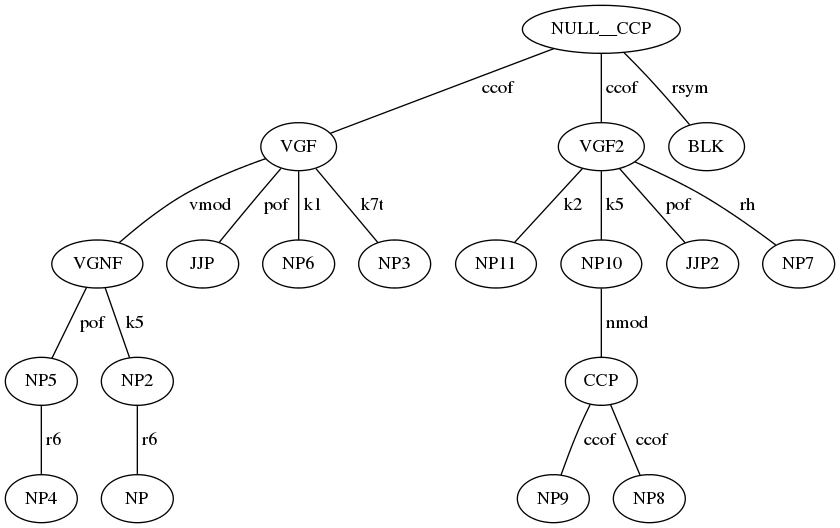 NULL__CCP
ccof ccof rsym
VGF VGF2 BLK
vmod pof k1 k7t k2 k5 pof rh
VGNF JJP NP6 NP3 NP11 NP10 JJP2 NP7
pof k5 nmod
NP5 NP2 CCP
r6 r6 ccof ccof
NP4 NP NP9 NP8